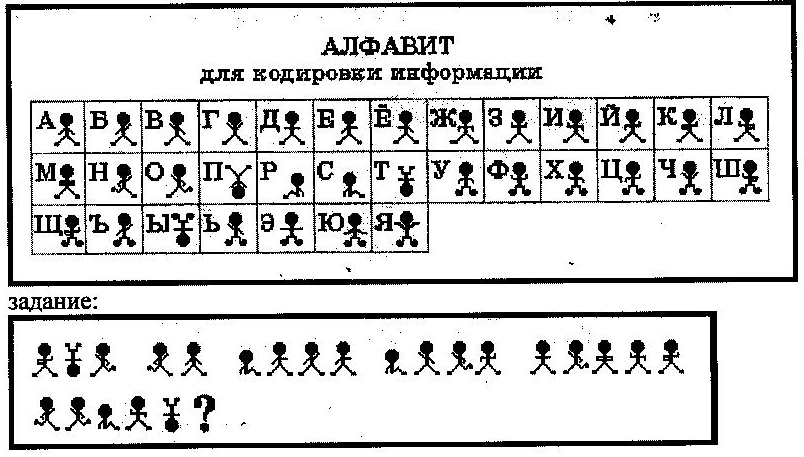 АЛФАВИТ
для кодировки информации
А Б В Г Д Е Ё Ж З И Й К Л
М Н О П Р С Т У Ф Х Ц Ч Ш
Щ Ъ Ы Ь Э Ю Я
задание:
?